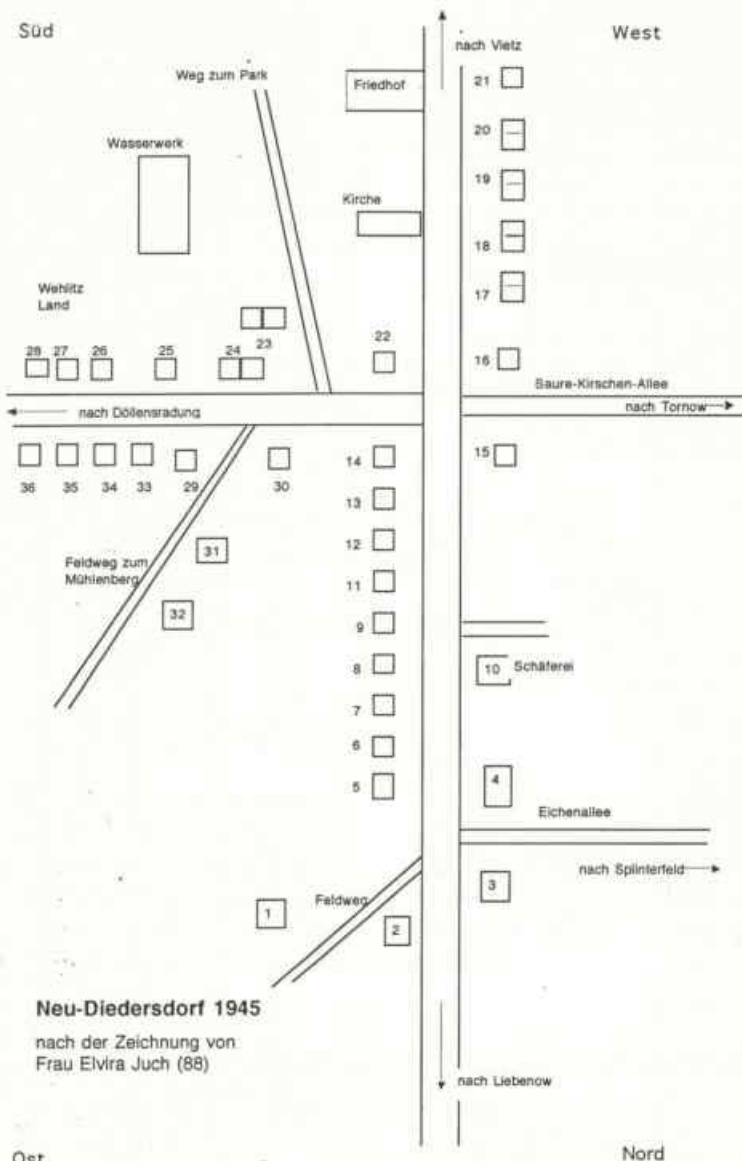 Süd
West
nach Vietz
Weg zum Park
Friedhof
21
20
Wasserwerk
19
Kirche
18
Wehlitz
Land
17
28 27 26 25 24 23 22 16
Saure-Kirschen-Allee
nach Döllensradung
nach Tornow
36 35 34 33 29 30 14 15
13
12
31
Feldweg zum
Mühlenberg
11
32
9
8
10 Schäferei
7
6
5
4
Eichenallee
nach Splinterfeld
3
Feldweg
1
2
Neu-Diedersdorf 1945
nach der Zeichnung von
Frau Elvira Juch (88)
nach Liebenow
Ost
Nord